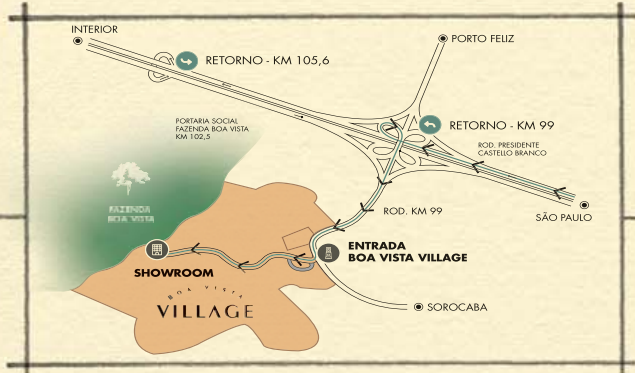 INTERIOR
PORTO FELIZ
RETORNO - KM 105,6
PORTARIA SOCIAL
FAZENDA BOA VISTA
KM 102,5
RETORNO - KM 99
ROD. PRESIDENTE
CASTELLO BRANCO
FAZENDA
BOA VISTA
ROD. KM 99
SÃO PAULO
ENTRADA
BOA VISTA VILLAGE
SHOWROOM
BOA VISTA
VILLAGE
SOROCABA